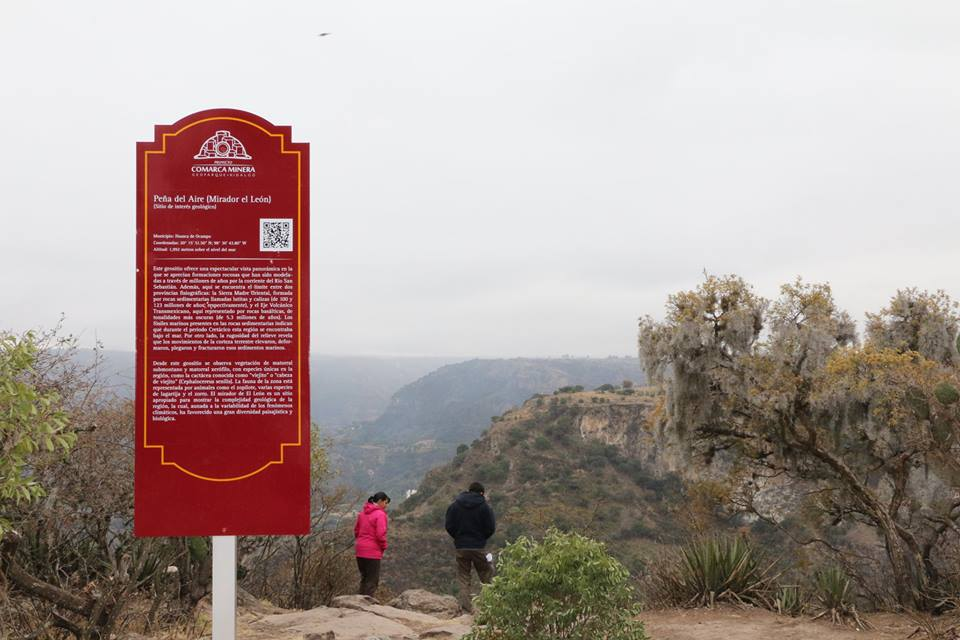 PROYECTO
COMARCA MINERA
GEOPARQUE•HIDALGO
Peña del Aire (Mirador el León)
(Sitio de interés geológico)
Municipio: Huasca de Ocampo
Coordenadas: 20° 15' 51.50" N; 98° 36' 43.80" W
Altitud: 1,892 metros sobre el nivel del mar
Este geositio ofrece una espectacular vista panorámica en la
que se aprecian formaciones rocosas que han sido modela-
das a través de millones de años por la corriente del Río San
Sebastián. Además, aquí se encuentra el límite entre dos
provincias fisiográficas: la Sierra Madre Oriental, formada
por rocas sedimentarias llamadas lutitas y calizas (de 100 y
123 millones de años; respectivamente), y el Eje Volcánico
Transmexicano, aquí representado por rocas basálticas, de
tonalidades más oscuras (de 5.3 millones de años). Los
fósiles marinos presentes en las rocas sedimentarias indican
que durante el periodo Cretácico esta región se encontraba
bajo el mar. Por otro lado, la rugosidad del relieve revela
que los movimientos de la corteza terrestre elevaron, defor-
maron, plegaron y fracturaron esos sedimentos marinos.
Desde este geositio se observa vegetación de matorral
submontano y matorral xerófilo, con especies únicas en la
región, como la cactácea conocida como "viejito" o "cabeza
de viejito" (Cephalocereus senilis). La fauna de la zona está
representada por animales como el zopilote, varias especies
de lagartija y el zorro. El mirador de El León es un sitio
apropiado para mostrar la complejidad geológica de la
región, la cual, aunada a la variabilidad de los fenómenos
climáticos, ha favorecido una gran diversidad paisajística y
biológica.